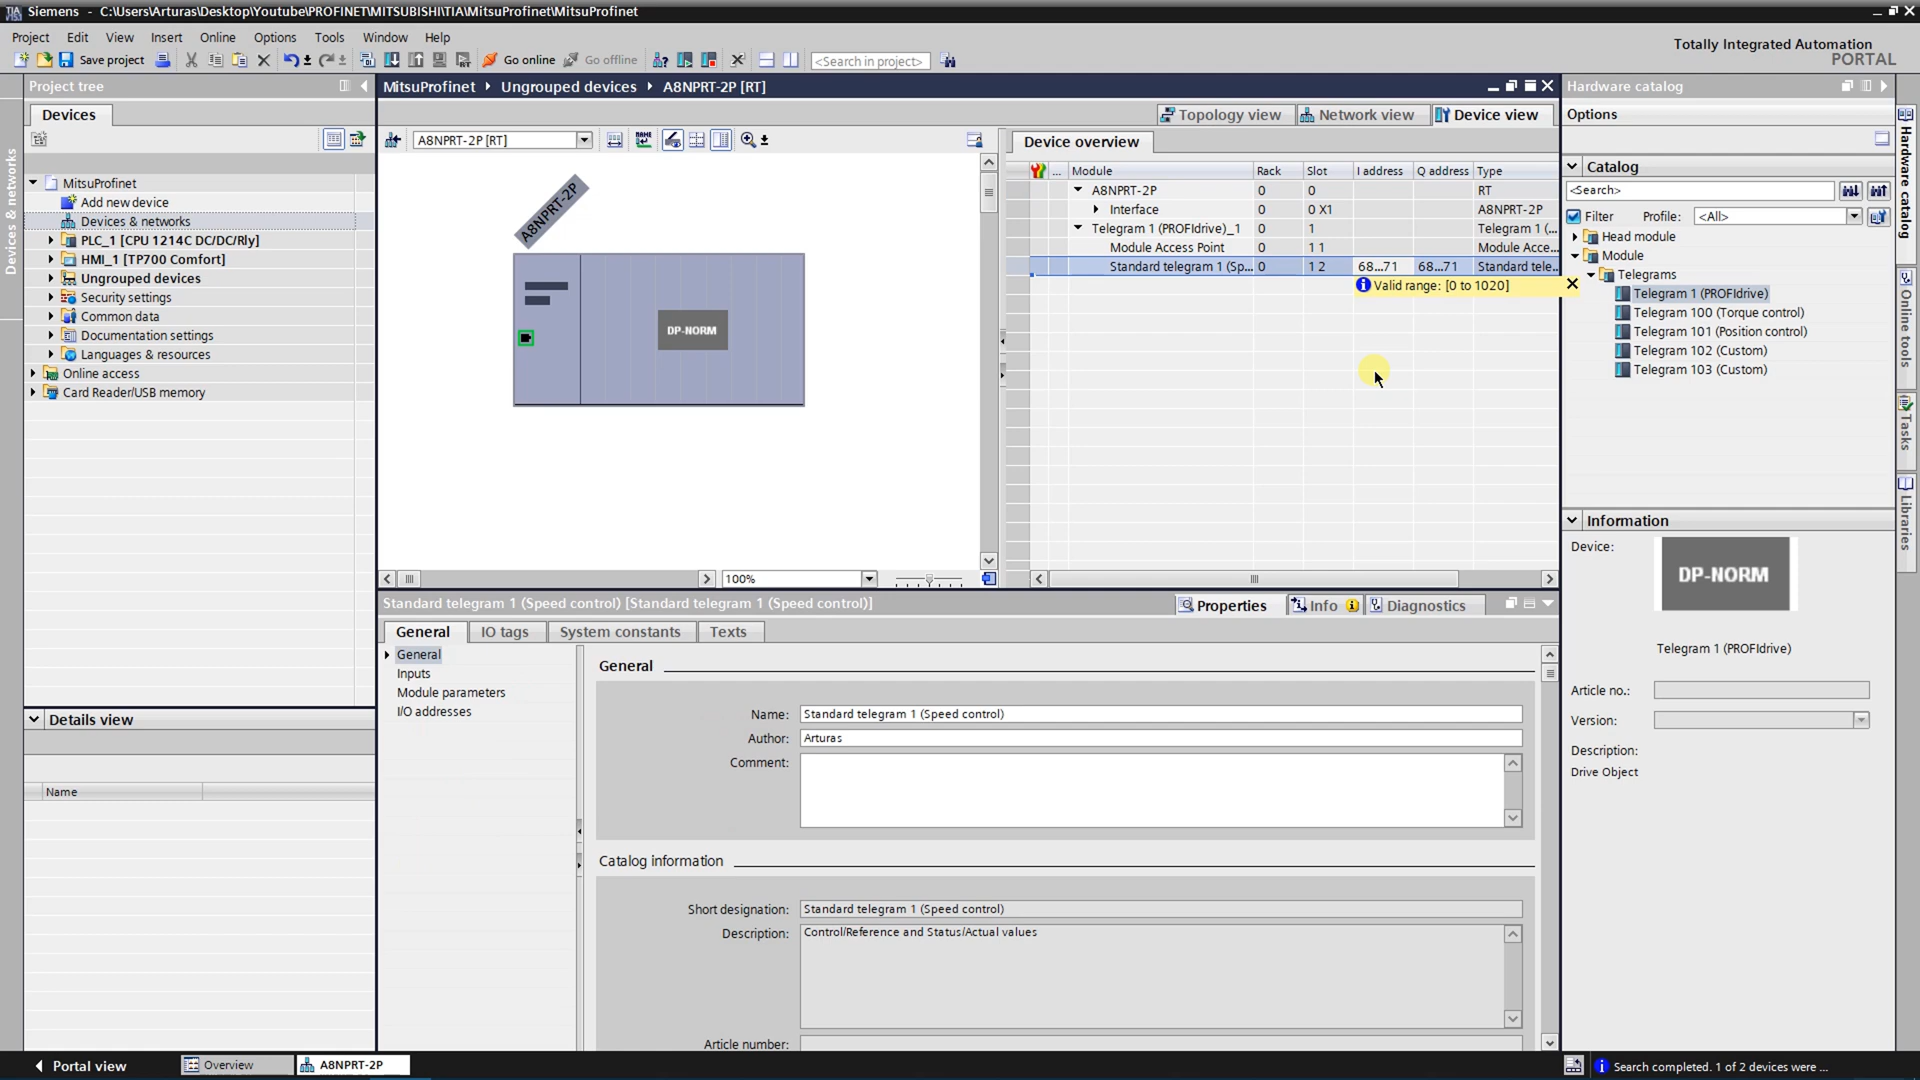 Siemens - C:\Users\Arturas\Desktop\Youtube\PROFINET\MITSUBISHI\TIA\MitsuProfinet\MitsuProfinet
Project Edit View Insert Online Options Tools Window Help
Totally Integrated Automation
PORTAL
Save project
Go online
Go offline
<Search in project>
Project tree
MitsuProfinet Ungrouped devices A8NPRT-2P [RT]
Hardware catalog
Devices
Topology view
Network view
Device view
Options
A8NPRT-2P [RT]
Device overview
MitsuProfinet
Add new device
Devices & networks
PLC_1 [CPU 1214C DC/DC/Rly]
HMI_1 [TP700 Comfort]
Ungrouped devices
Security settings
Common data
Documentation settings
Languages & resources
Online access
Card Reader/USB memory
Devices & networks
A8NPRT-2P
DP-NORM
... Module Rack Slot I address Q address Type
A8NPRT-2P 0 0 RT
Interface 0 0 X1 A8NPRT-2P
Telegram 1 (PROFIdrive)_1 0 1 Telegram 1 (...
Module Access Point 0 1 1 Module Acce...
Standard telegram 1 (Sp... 0 1 2 68...71 68...71 Standard tele...
Valid range: [0 to 1020]
Catalog
<Search>
Filter Profile: <All>
Head module
Module
Telegrams
Telegram 1 (PROFIdrive)
Telegram 100 (Torque control)
Telegram 101 (Position control)
Telegram 102 (Custom)
Telegram 103 (Custom)
Hardware catalog
Online tools
Tasks
Libraries
100%
Information
Device:
DP-NORM
Telegram 1 (PROFIdrive)
Article no.:
Version:
Description:
Drive Object
Standard telegram 1 (Speed control) [Standard telegram 1 (Speed control)]
Properties
Info
Diagnostics
General IO tags System constants Texts
General
Inputs
Module parameters
I/O addresses
General
Name: Standard telegram 1 (Speed control)
Author: Arturas
Comment:
Catalog information
Short designation: Standard telegram 1 (Speed control)
Description: Control/Reference and Status/Actual values
Article number:
Details view
Name
Portal view
Overview
A8NPRT-2P
Search completed. 1 of 2 devices were ...